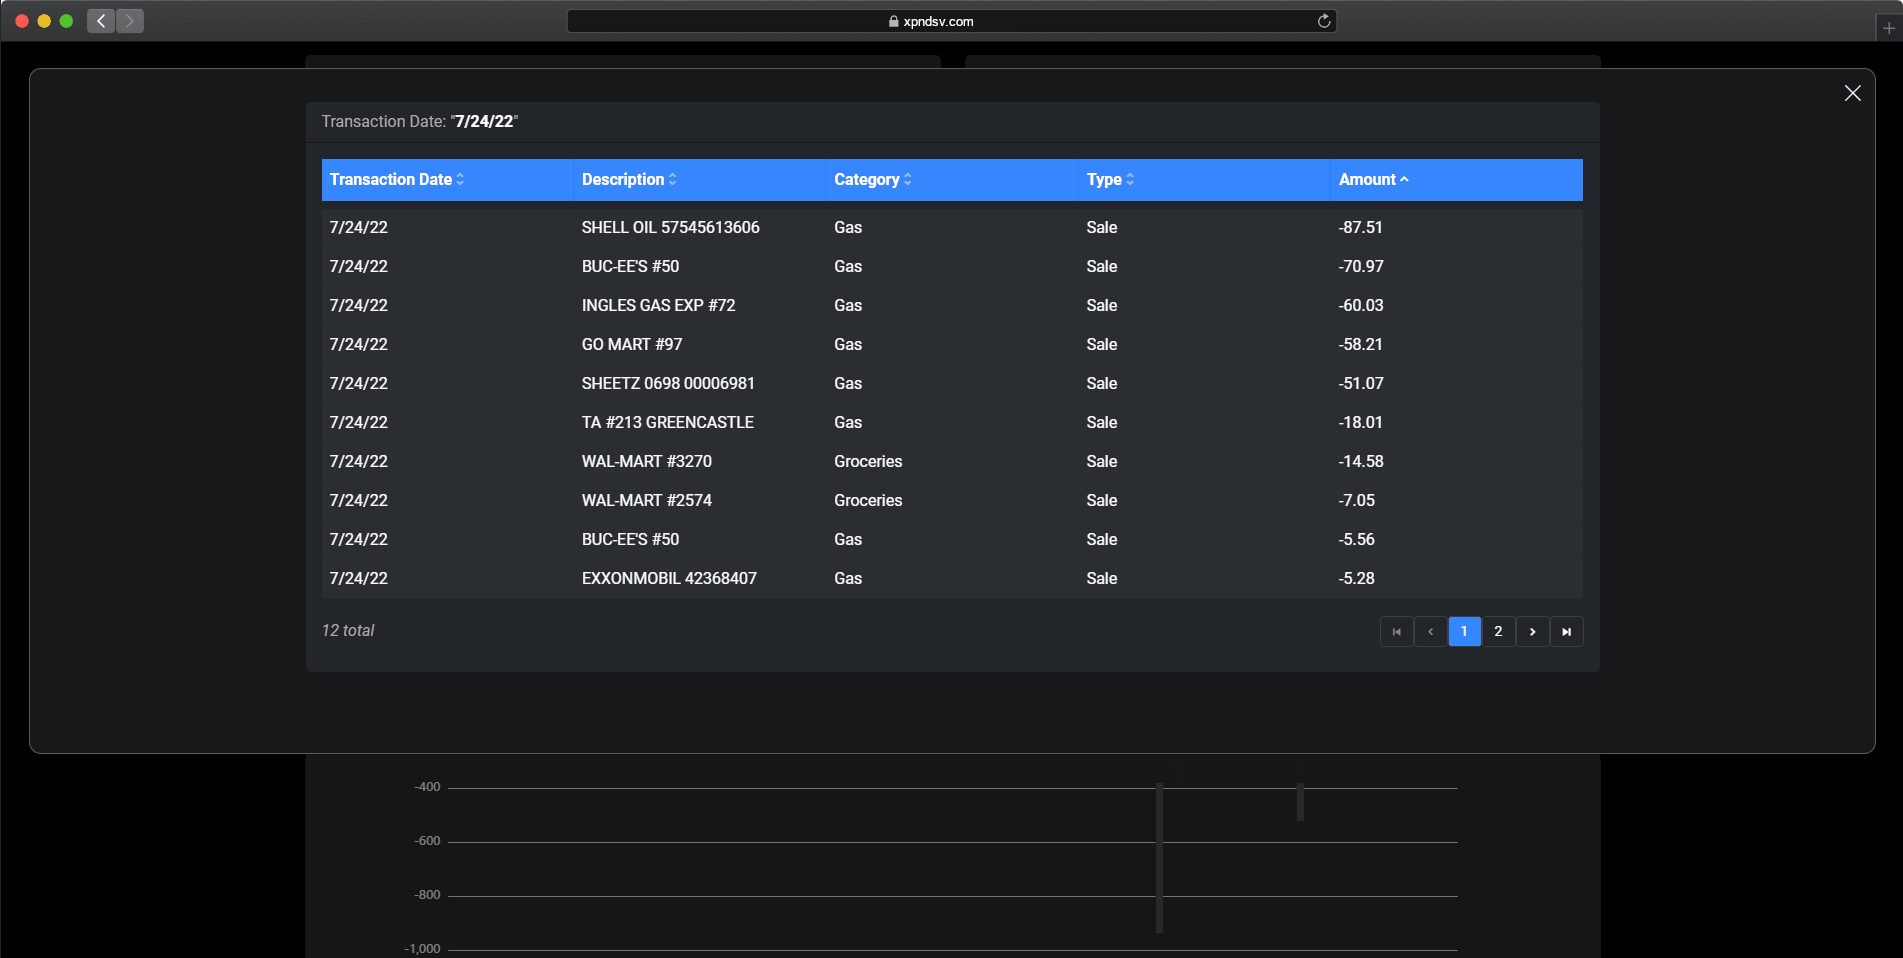 xpndsv.com
Transaction Date: "7/24/22"
Transaction Date Description Category Type Amount
7/24/22 SHELL OIL 57545613606 Gas Sale -87.51
7/24/22 BUC-EE'S #50 Gas Sale -70.97
7/24/22 INGLES GAS EXP #72 Gas Sale -60.03
7/24/22 GO MART #97 Gas Sale -58.21
7/24/22 SHEETZ 0698 00006981 Gas Sale -51.07
7/24/22 TA #213 GREENCASTLE Gas Sale -18.01
7/24/22 WAL-MART #3270 Groceries Sale -14.58
7/24/22 WAL-MART #2574 Groceries Sale -7.05
7/24/22 BUC-EE'S #50 Gas Sale -5.56
7/24/22 EXXONMOBIL 42368407 Gas Sale -5.28
12 total 1 2
-400
-600
-800
-1,000